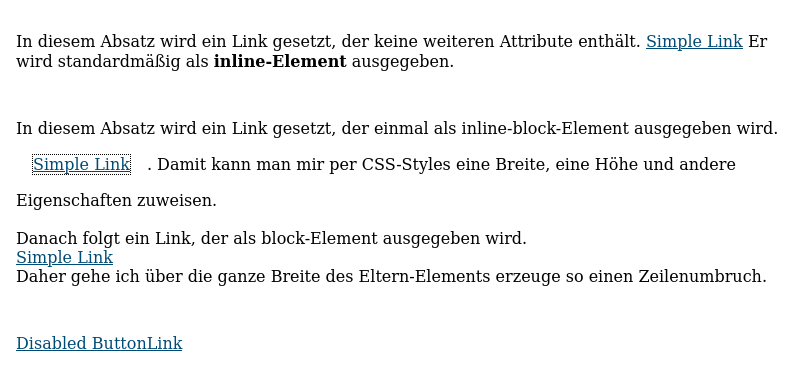 In diesem Absatz wird ein Link gesetzt, der keine weiteren Attribute enthält. Simple Link Er
wird standardmäßig als inline-Element ausgegeben.
In diesem Absatz wird ein Link gesetzt, der einmal als inline-block-Element ausgegeben wird.
Simple Link . Damit kann man mir per CSS-Styles eine Breite, eine Höhe und andere
Eigenschaften zuweisen.
Danach folgt ein Link, der als block-Element ausgegeben wird.
Simple Link
Daher gehe ich über die ganze Breite des Eltern-Elements erzeuge so einen Zeilenumbruch.
Disabled ButtonLink